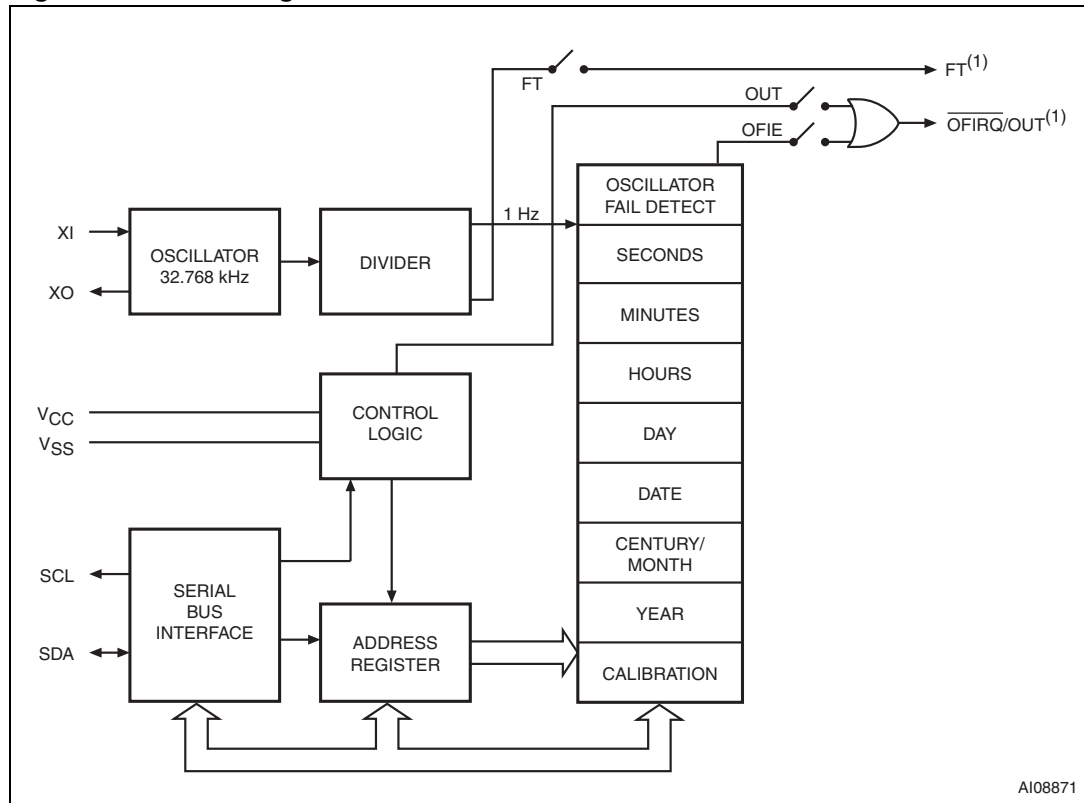 FT
FT(1)
OUT
OFIE
OFIRQ/OUT(1)
OSCILLATOR
FAIL DETECT
1 Hz
XI
XO
OSCILLATOR
32.768 kHz
DIVIDER
SECONDS
MINUTES
HOURS
DAY
DATE
CENTURY/
MONTH
YEAR
CALIBRATION
VCC
VSS
CONTROL
LOGIC
SCL
SDA
SERIAL
BUS
INTERFACE
ADDRESS
REGISTER
AI08871